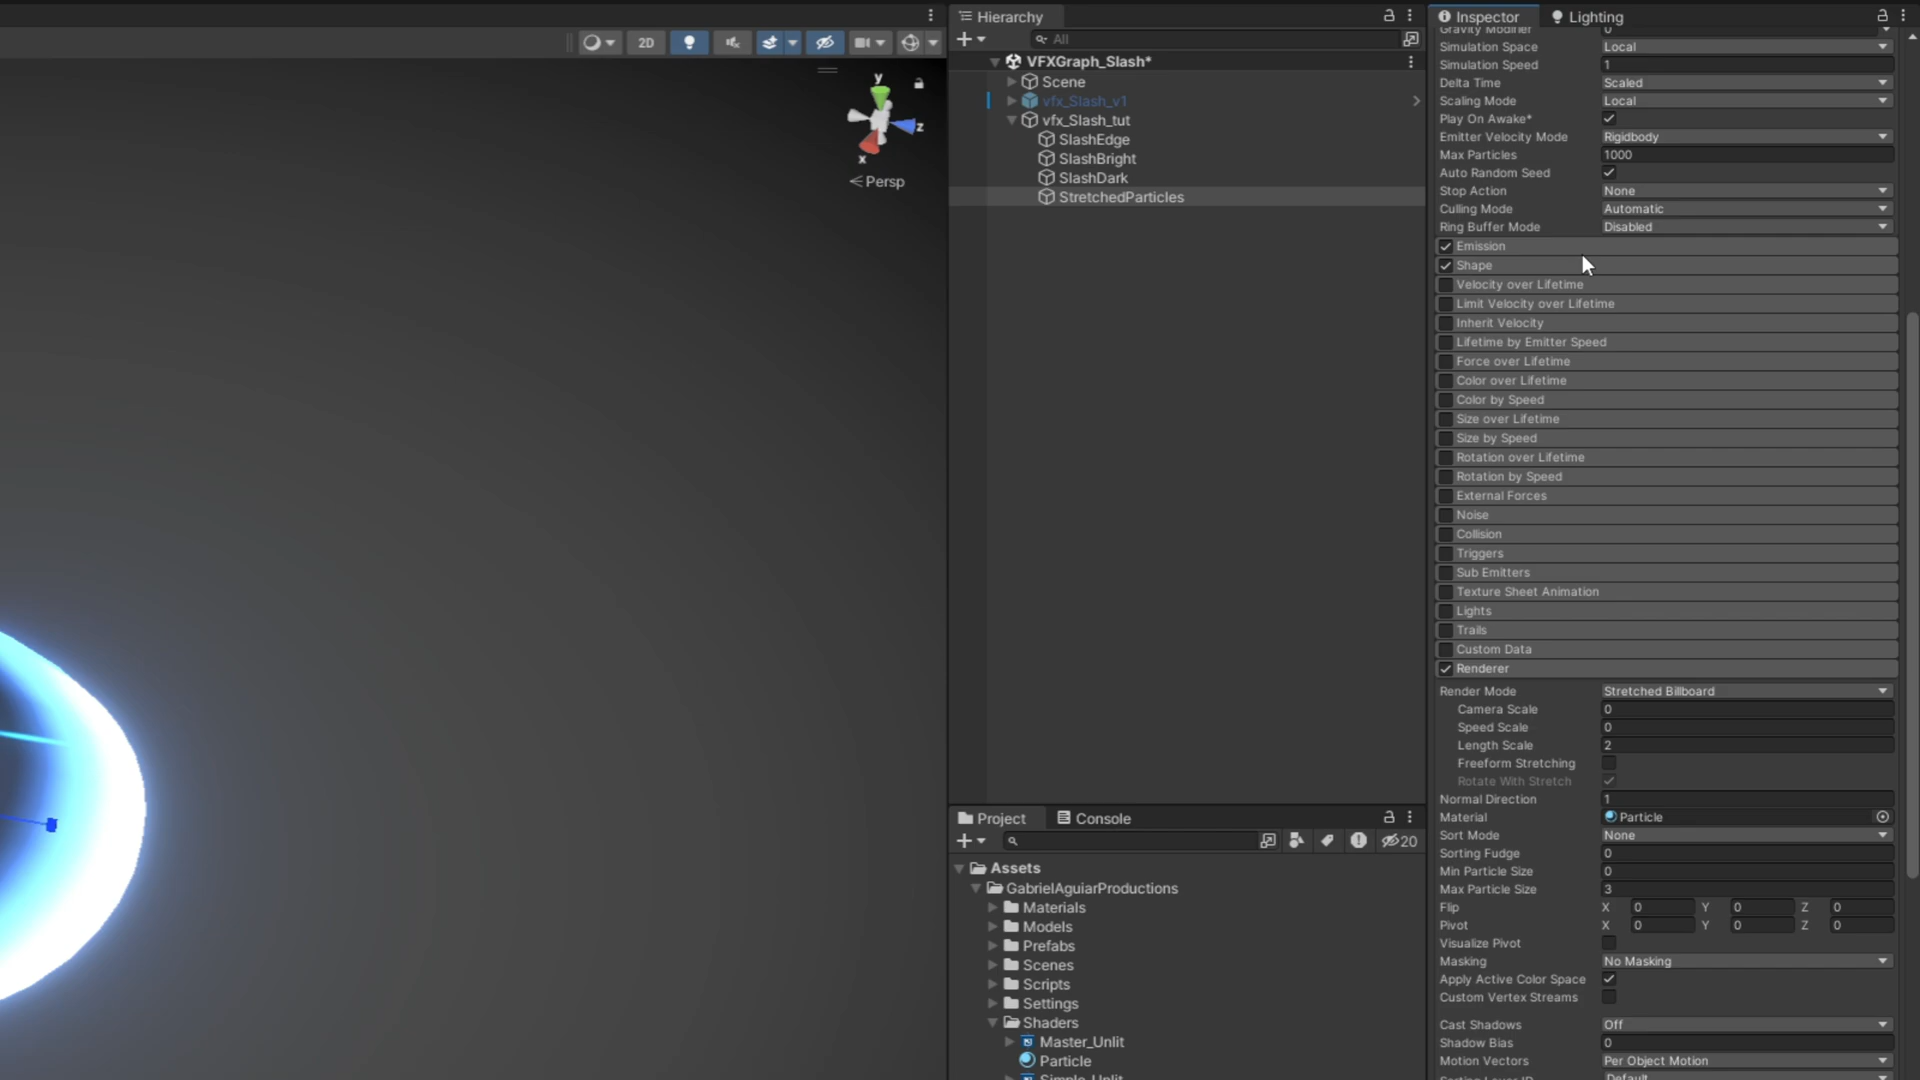 2D
y
z
x
Persp
Hierarchy
All
VFXGraph_Slash*
Scene
vfx_Slash_v1
vfx_Slash_tut
SlashEdge
SlashBright
SlashDark
StretchedParticles
Project
Console
20
Assets
GabrielAguiarProductions
Materials
Models
Prefabs
Scenes
Scripts
Settings
Shaders
Master_Unlit
Particle
Simple_Unlit
Inspector
Lighting
Gravity Modifier 0
Simulation Space Local
Simulation Speed 1
Delta Time Scaled
Scaling Mode Local
Play On Awake*
Emitter Velocity Mode Rigidbody
Max Particles 1000
Auto Random Seed
Stop Action None
Culling Mode Automatic
Ring Buffer Mode Disabled
Emission
Shape
Velocity over Lifetime
Limit Velocity over Lifetime
Inherit Velocity
Lifetime by Emitter Speed
Force over Lifetime
Color over Lifetime
Color by Speed
Size over Lifetime
Size by Speed
Rotation over Lifetime
Rotation by Speed
External Forces
Noise
Collision
Triggers
Sub Emitters
Texture Sheet Animation
Lights
Trails
Custom Data
Renderer
Render Mode Stretched Billboard
Camera Scale 0
Speed Scale 0
Length Scale 2
Freeform Stretching
Rotate With Stretch
Normal Direction 1
Material Particle
Sort Mode None
Sorting Fudge 0
Min Particle Size 0
Max Particle Size 3
Flip X 0 Y 0 Z 0
Pivot X 0 Y 0 Z 0
Visualize Pivot
Masking No Masking
Apply Active Color Space
Custom Vertex Streams
Cast Shadows Off
Shadow Bias 0
Motion Vectors Per Object Motion
Sorting Layer ID Default